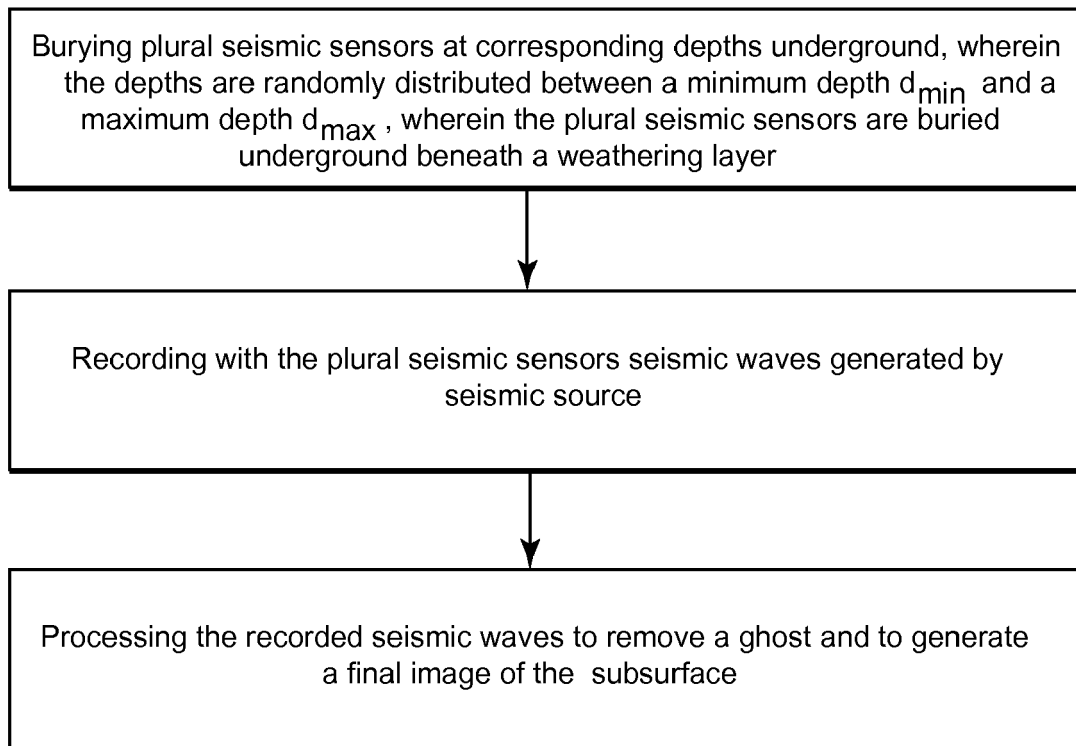 Burying plural seismic sensors at corresponding depths underground, wherein
the depths are randomly distributed between a minimum depth dmin and a
maximum depth dmax , wherein the plural seismic sensors are buried
underground beneath a weathering layer
Recording with the plural seismic sensors seismic waves generated by
seismic source
Processing the recorded seismic waves to remove a ghost and to generate
a final image of the subsurface